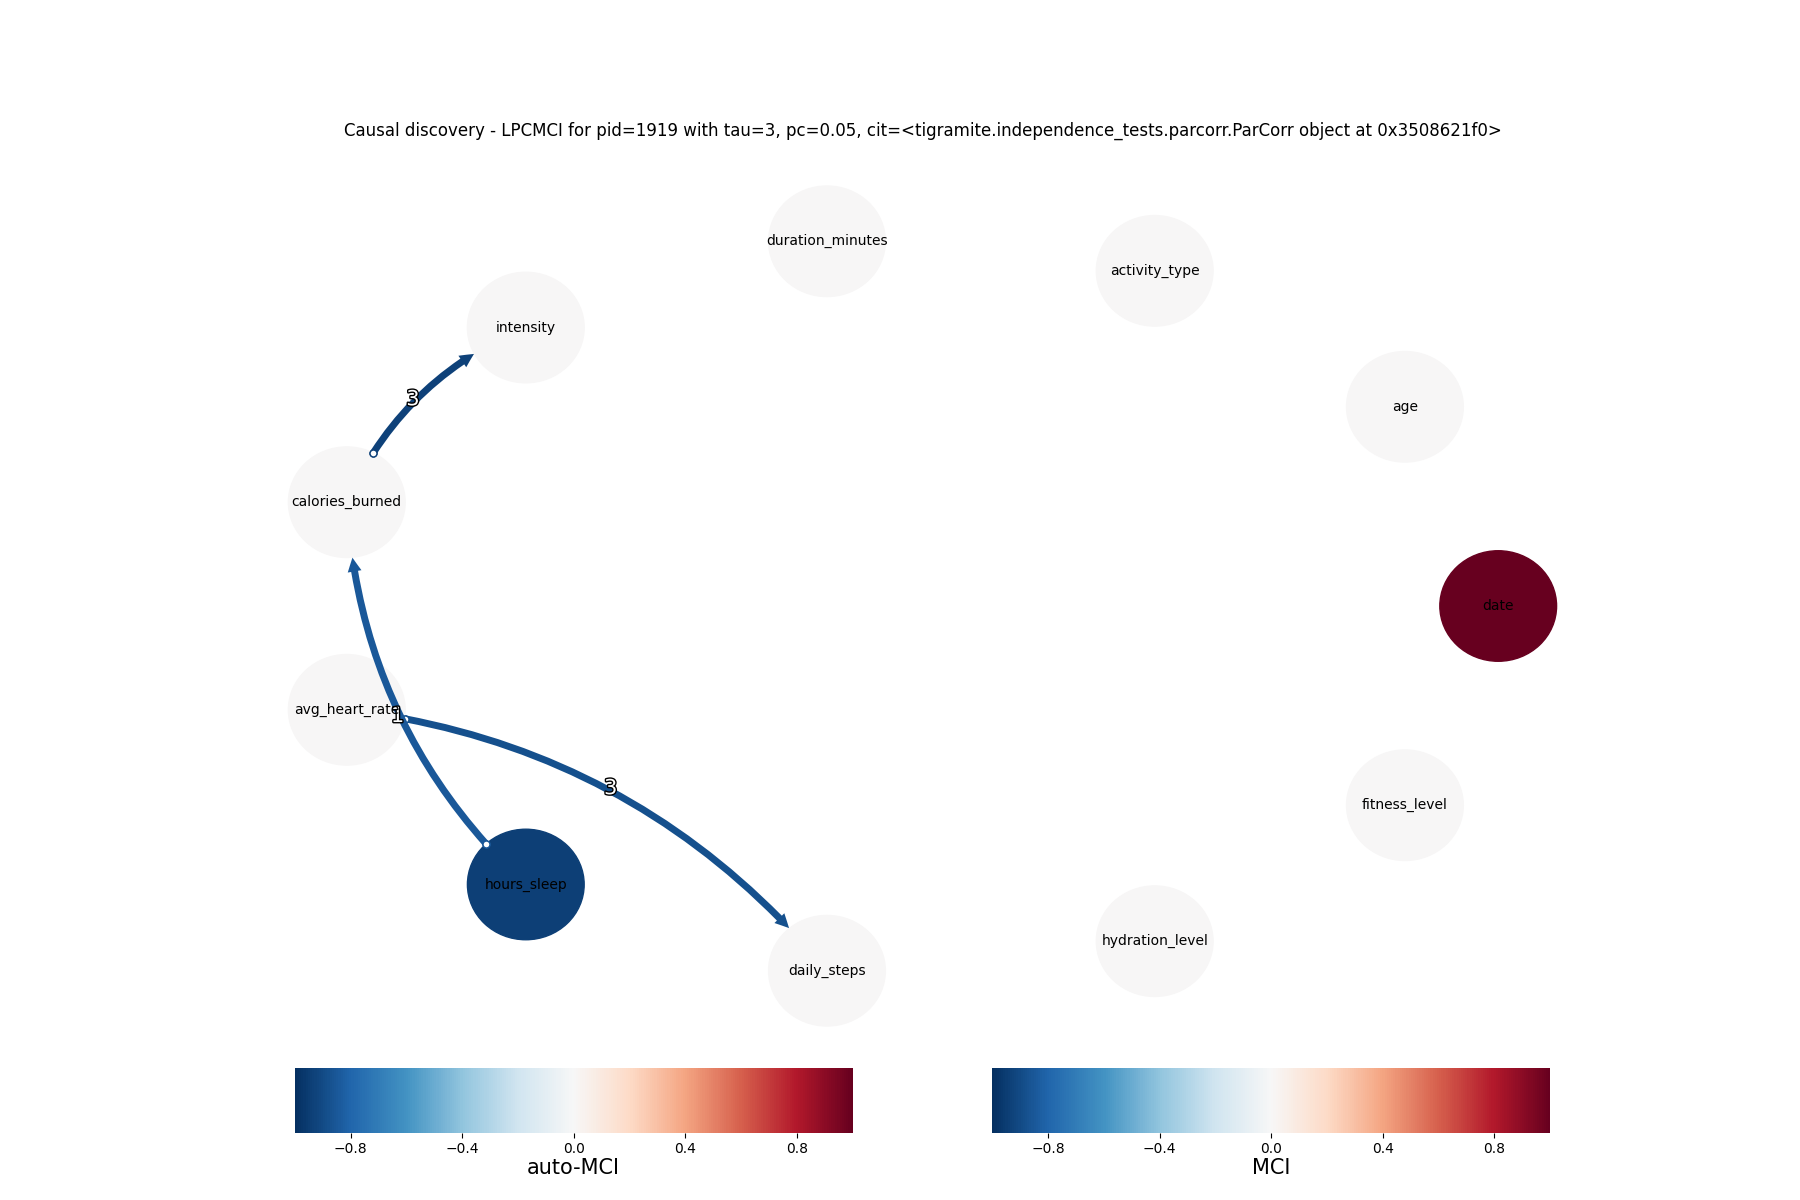 Causal discovery - LPCMCI for pid=1919 with tau=3, pc=0.05, cit=<tigramite.independence_tests.parcorr.ParCorr object at 0x3508621f0>
duration_minutes
activity_type
intensity
3
age
calories_burned
date
avg_heart_rate
1
3
fitness_level
hours_sleep
hydration_level
daily_steps
−0.8 −0.4 0.0 0.4 0.8
auto-MCI
−0.8 −0.4 0.0 0.4 0.8
MCI